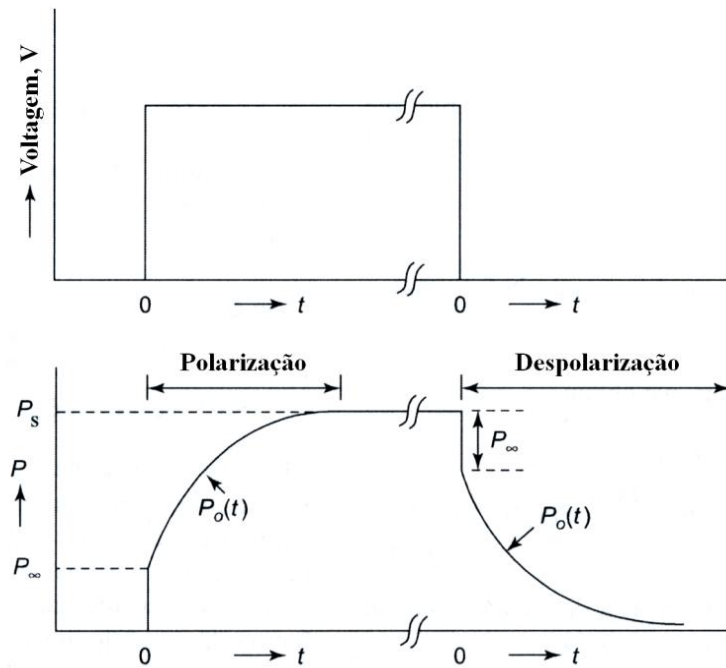 Voltagem, V
0
t
0
t
Polarização
Despolarização
P_s
P
P_∞
P_o(t)
P_∞
P_o(t)
0
t
0
t